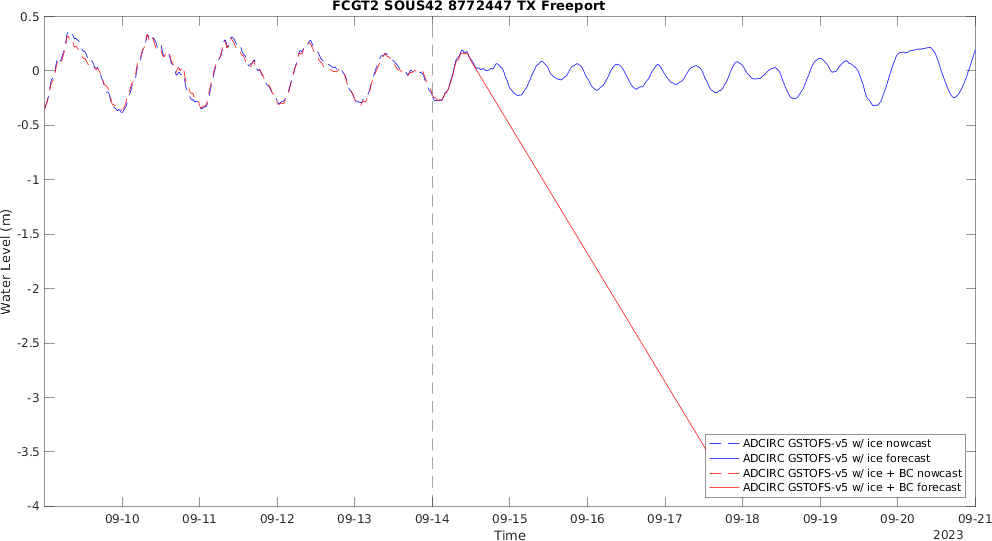 FCGT2 SOUS42 8772447 TX Freeport
0.5
0
-0.5
-1
-1.5
-2
-2.5
-3
-3.5
-4
Water Level (m)
ADCIRC GSTOFS-v5 w/ ice nowcast
ADCIRC GSTOFS-v5 w/ ice forecast
ADCIRC GSTOFS-v5 w/ ice + BC nowcast
ADCIRC GSTOFS-v5 w/ ice + BC forecast
09-10 09-11 09-12 09-13 09-14 09-15 09-16 09-17 09-18 09-19 09-20 09-21
Time
2023